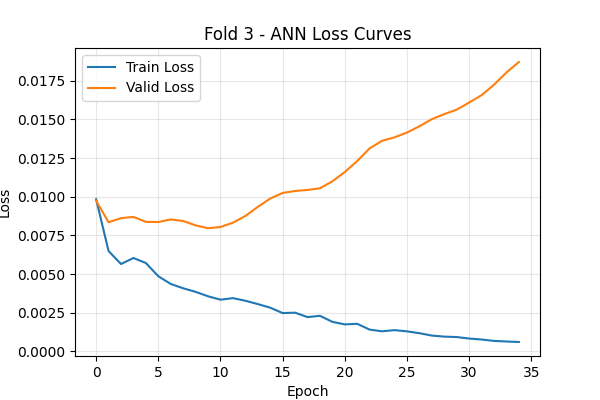 Fold 3 - ANN Loss Curves
Train Loss
Valid Loss
0.0175
0.0150
0.0125
0.0100
0.0075
0.0050
0.0025
0.0000
Loss
0 5 10 15 20 25 30 35
Epoch